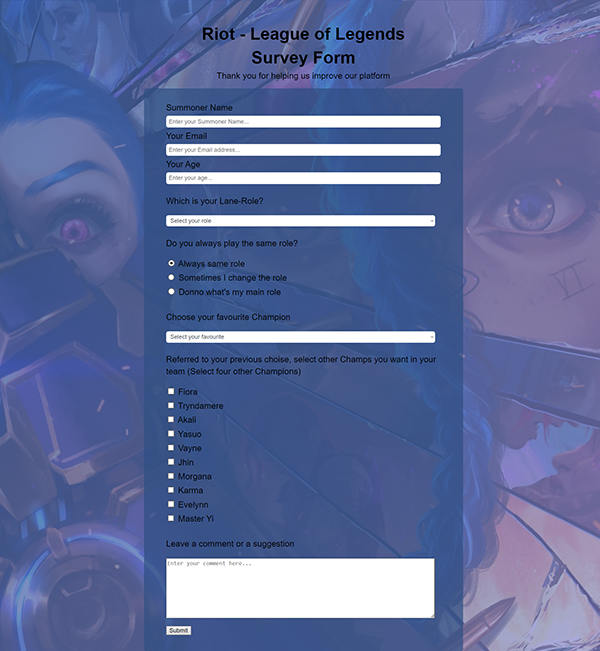 Riot - League of Legends
Survey Form
Thank you for helping us improve our platform
Summoner Name
Enter your Summoner Name...
Your Email
Enter your Email address...
Your Age
Enter your age...
Which is your Lane-Role?
Select your role
Do you always play the same role?
Always same role
Sometimes I change the role
Donno what's my main role
Choose your favourite Champion
Select your favourite
Referred to your previous choise, select other Champs you want in your
team (Select four other Champions)
Fiora
Tryndamere
Akali
Yasuo
Vayne
Jhin
Morgana
Karma
Evelynn
Master Yi
Leave a comment or a suggestion
Enter your comment here...
Submit
VI